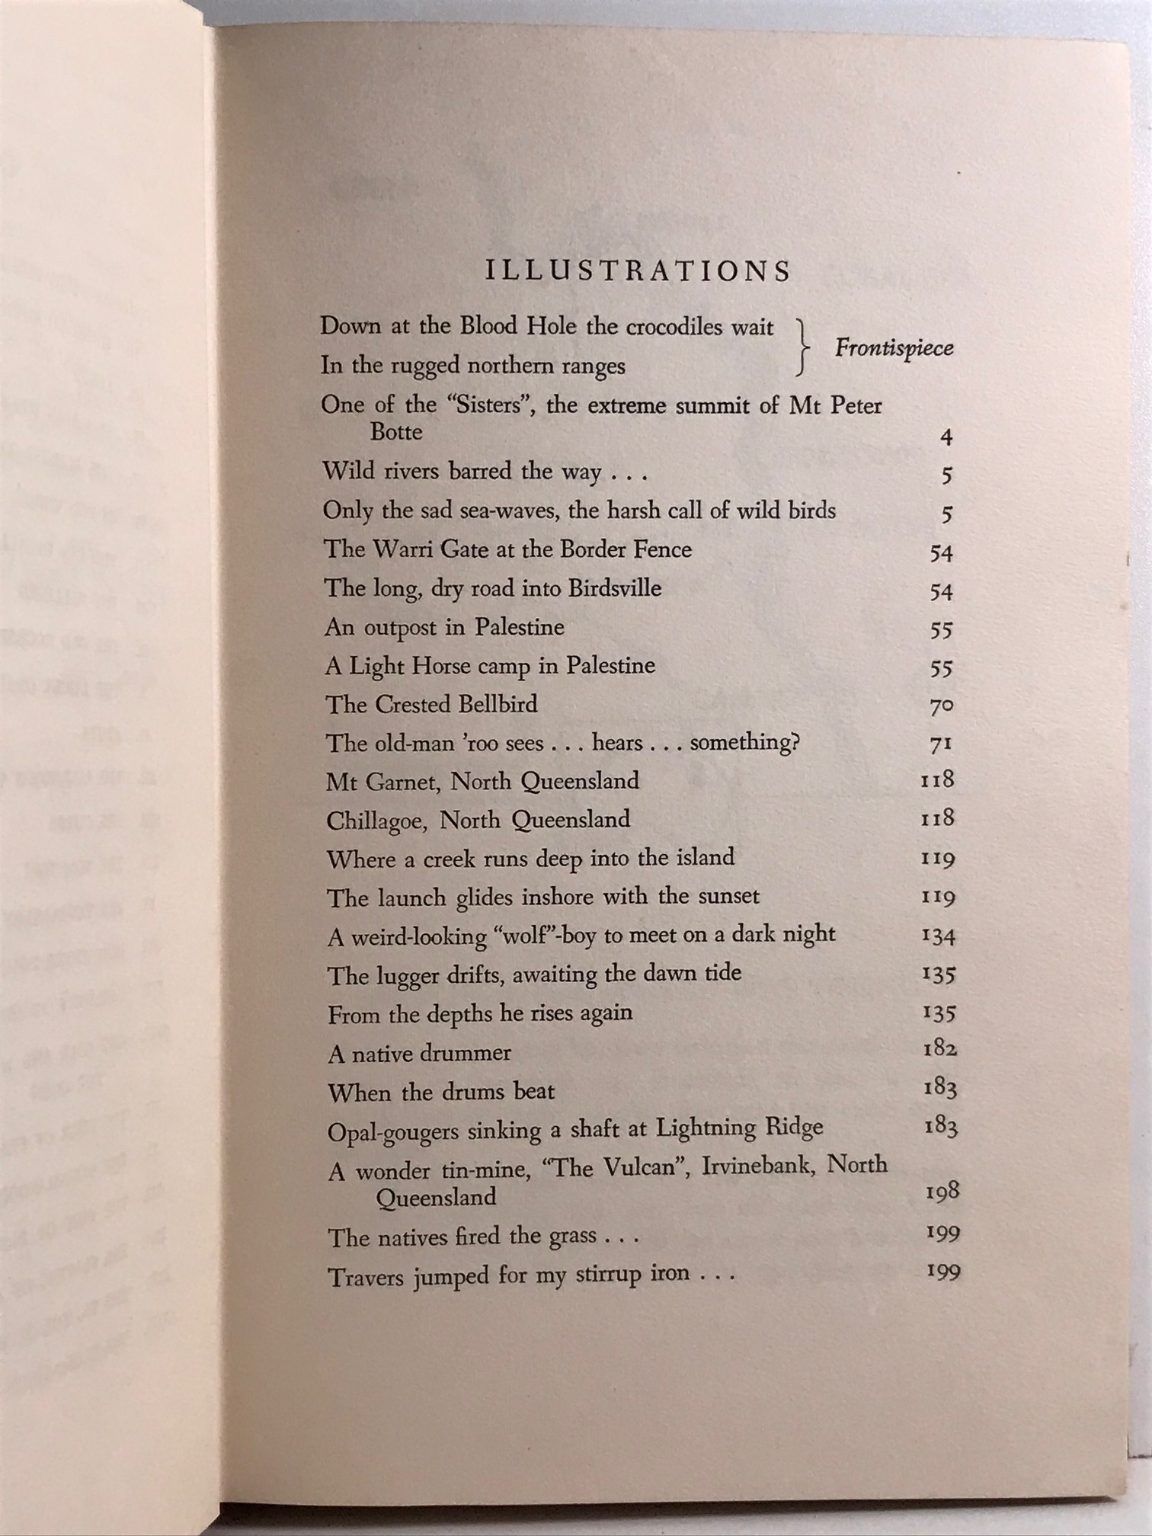 ILLUSTRATIONS
Down at the Blood Hole the crocodiles wait
In the rugged northern ranges
} Frontispiece
One of the “Sisters”, the extreme summit of Mt Peter
Botte 4
Wild rivers barred the way . . . 5
Only the sad sea-waves, the harsh call of wild birds 5
The Warri Gate at the Border Fence 54
The long, dry road into Birdsville 54
An outpost in Palestine 55
A Light Horse camp in Palestine 55
The Crested Bellbird 70
The old-man ’roo sees . . . hears . . . something? 71
Mt Garnet, North Queensland 118
Chillagoe, North Queensland 118
Where a creek runs deep into the island 119
The launch glides inshore with the sunset 119
A weird-looking “wolf”-boy to meet on a dark night 134
The lugger drifts, awaiting the dawn tide 135
From the depths he rises again 135
A native drummer 182
When the drums beat 183
Opal-gougers sinking a shaft at Lightning Ridge 183
A wonder tin-mine, “The Vulcan”, Irvinebank, North
Queensland 198
The natives fired the grass . . . 199
Travers jumped for my stirrup iron . . . 199